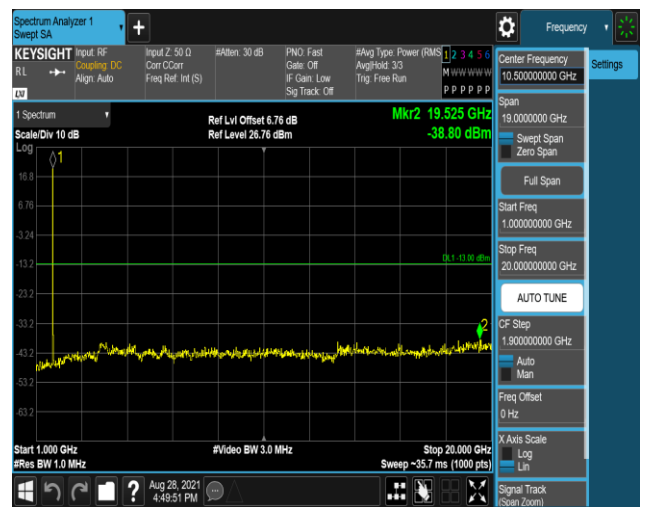 Spectrum Analyzer 1
Swept SA
+
Frequency
KEYSIGHT
RL
LXI
Input: RF
Coupling: DC
Align: Auto
Input Z: 50 Ω
Corr CCorr
Freq Ref: Int (S)
#Atten: 30 dB
PNO: Fast
Gate: Off
IF Gain: Low
Sig Track: Off
#Avg Type: Power (RMS
Avg|Hold: 3/3
Trig: Free Run
1 2 3 4 5 6
M W W W W W
P P P P P P
Center Frequency
10.500000000 GHz
Settings
Span
19.0000000 GHz
Swept Span
Zero Span
Full Span
Start Freq
1.000000000 GHz
Stop Freq
20.000000000 GHz
AUTO TUNE
CF Step
1.900000000 GHz
Auto
Man
Freq Offset
0 Hz
X Axis Scale
Log
Lin
Signal Track
(Span Zoom)
1 Spectrum
Scale/Div 10 dB
Log
Ref Lvl Offset 6.76 dB
Ref Level 26.76 dBm
Mkr2 19.525 GHz
-38.80 dBm
1
16.8
6.76
-3.24
-13.2
DL1 -13.00 dBm
-23.2
-33.2
2
-43.2
-53.2
-63.2
Start 1.000 GHz
#Res BW 1.0 MHz
#Video BW 3.0 MHz
Stop 20.000 GHz
Sweep ~35.7 ms (1000 pts)
?
Aug 28, 2021
4:49:51 PM